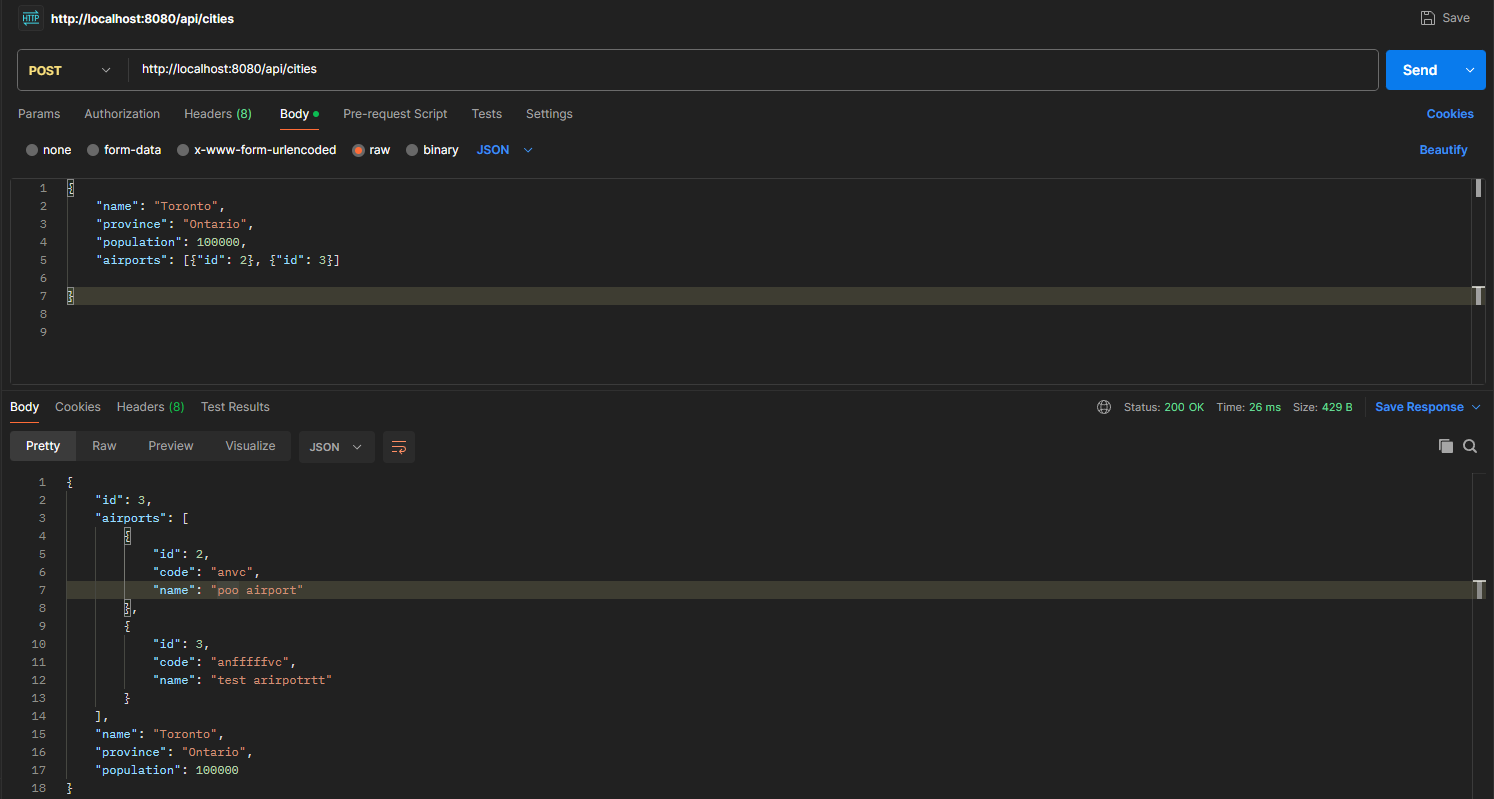 HTTP http://localhost:8080/api/cities Save
POST http://localhost:8080/api/cities Send
Params Authorization Headers (8) Body Pre-request Script Tests Settings Cookies
none form-data x-www-form-urlencoded raw binary JSON Beautify
1 {
2 "name": "Toronto",
3 "province": "Ontario",
4 "population": 100000,
5 "airports": [{"id": 2}, {"id": 3}]
6
7 }
8
9
Body Cookies Headers (8) Test Results Status: 200 OK Time: 26 ms Size: 429 B Save Response
Pretty Raw Preview Visualize JSON
1 {
2 "id": 3,
3 "airports": [
4 {
5 "id": 2,
6 "code": "anvc",
7 "name": "poo airport"
8 },
9 {
10 "id": 3,
11 "code": "anfffffvc",
12 "name": "test arirpotrtt"
13 }
14 ],
15 "name": "Toronto",
16 "province": "Ontario",
17 "population": 100000
18 }